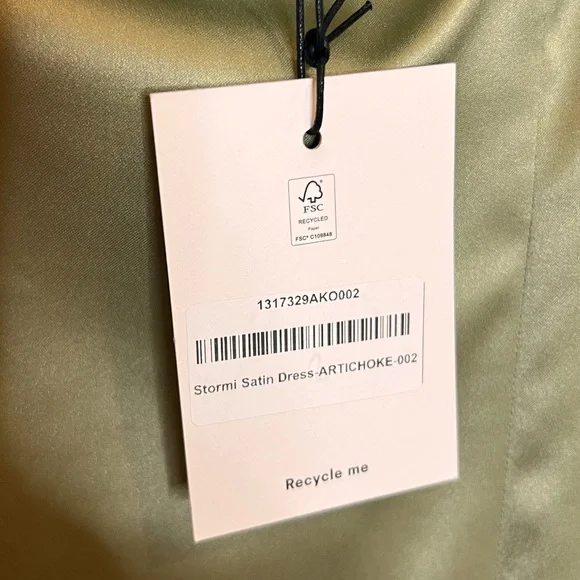 FSC
RECYCLED
Paper
FSC® C109848
1317329AKO002
Stormi Satin Dress-ARTICHOKE-002
Recycle me